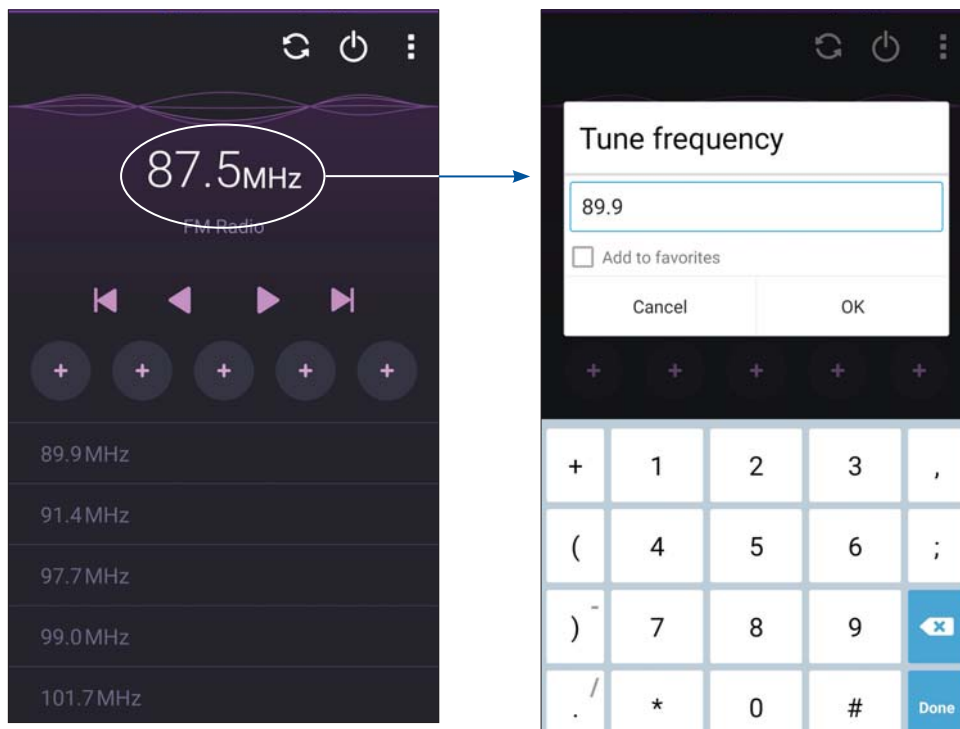 87.5MHz
FM Radio
+ + + + +
89.9MHz
91.4MHz
97.7MHz
99.0MHz
101.7MHz
Tune frequency
89.9
Add to favorites
Cancel OK
+ + + + +
+ 1 2 3 ,
( 4 5 6 ;
) - 7 8 9
. / * 0 # Done